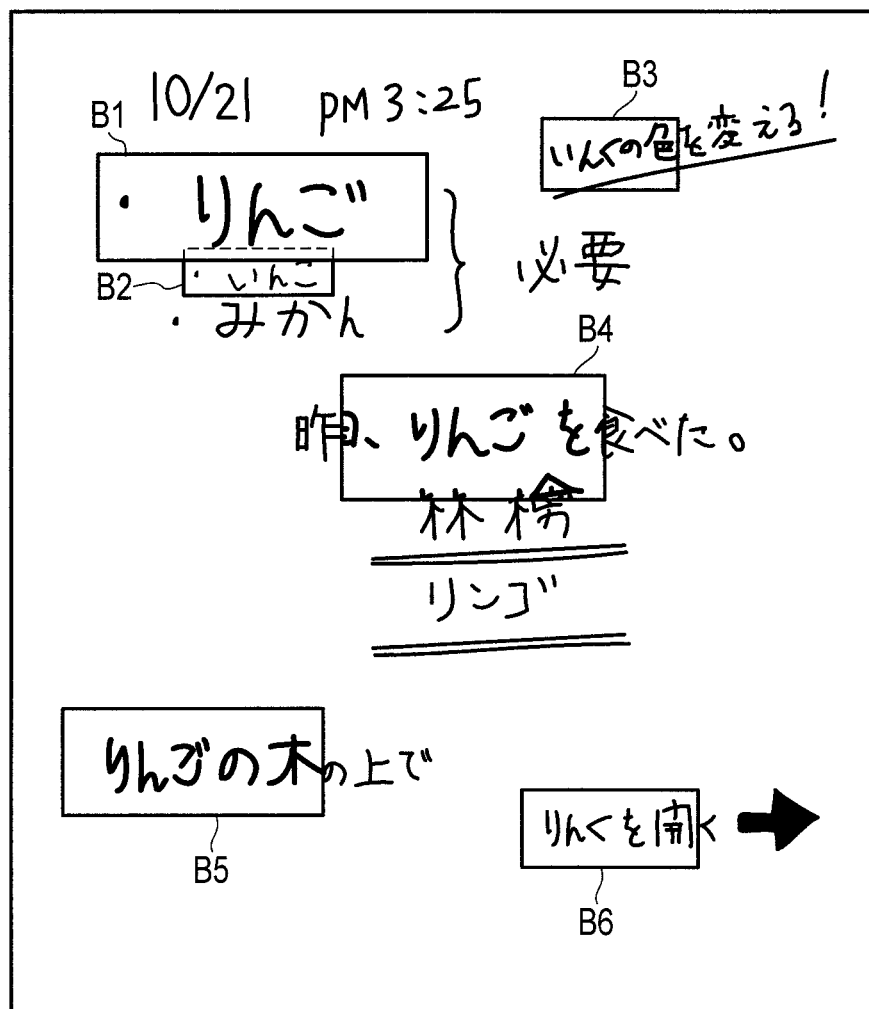 10/21 PM 3:25
B1
B3
いんくの色を変える!
・ りんご
B2
・いんご
・みかん
必要
B4
昨日、りんごを食べた。
林檎
リンゴ
りんごの木の上で
B5
りんくを開く
B6